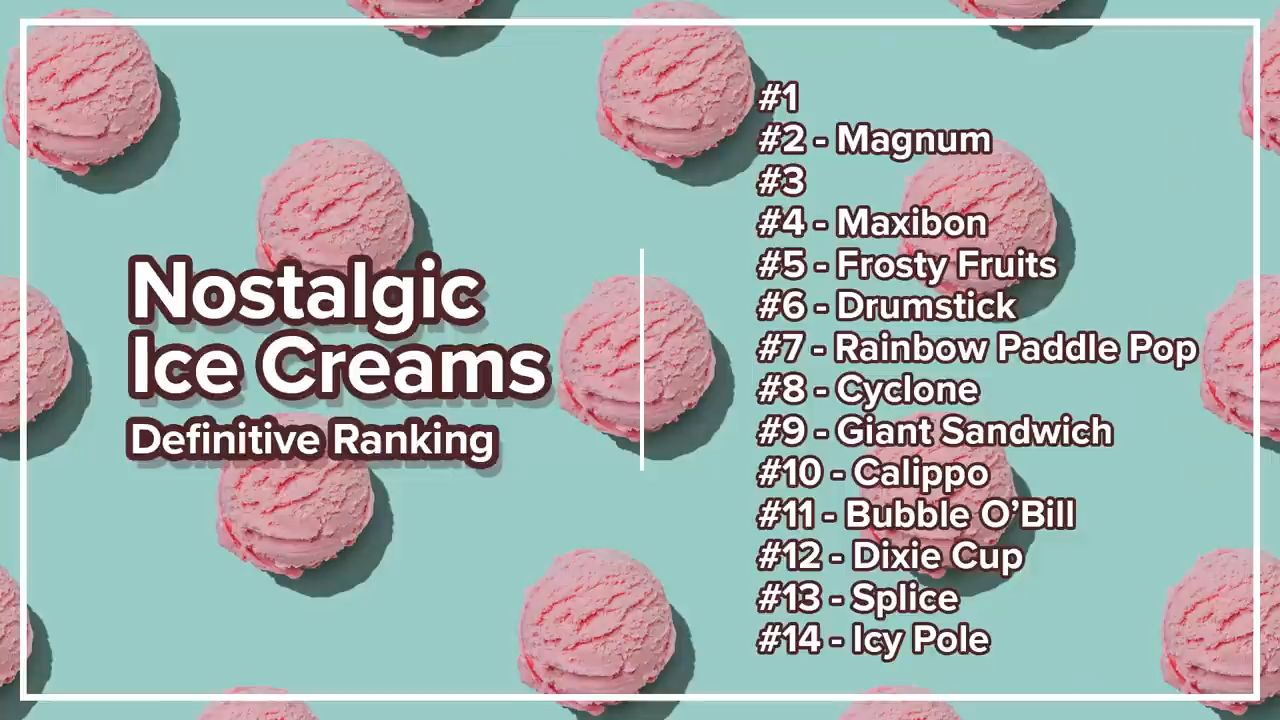 Nostalgic
Ice Creams
Definitive Ranking
#1
#2 - Magnum
#3
#4 - Maxibon
#5 - Frosty Fruits
#6 - Drumstick
#7 - Rainbow Paddle Pop
#8 - Cyclone
#9 - Giant Sandwich
#10 - Calippo
#11 - Bubble O’Bill
#12 - Dixie Cup
#13 - Splice
#14 - Icy Pole